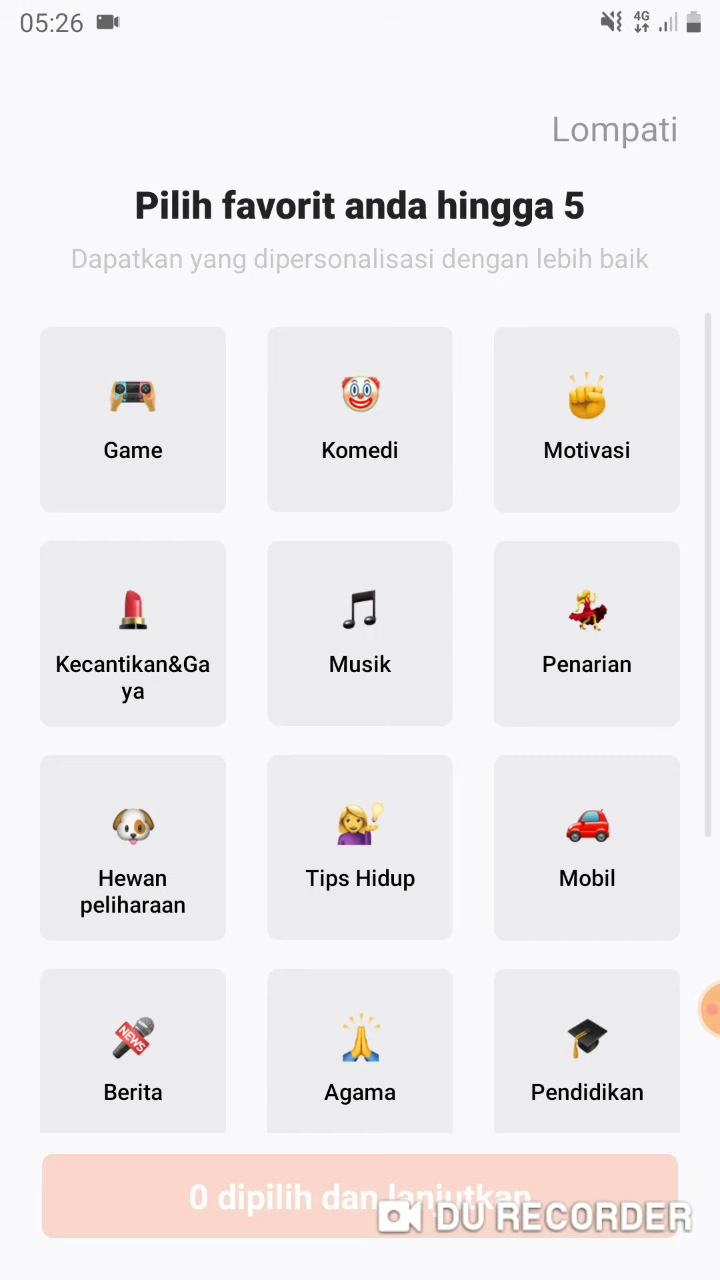 05:26
4G
Lompati
Pilih favorit anda hingga 5
Dapatkan yang dipersonalisasi dengan lebih baik
Game
Komedi
Motivasi
Kecantikan&Ga
ya
Musik
Penarian
Hewan
peliharaan
Tips Hidup
Mobil
NEWS
Berita
Agama
Pendidikan
0 dipilih dan lanjutkan
DU RECORDER